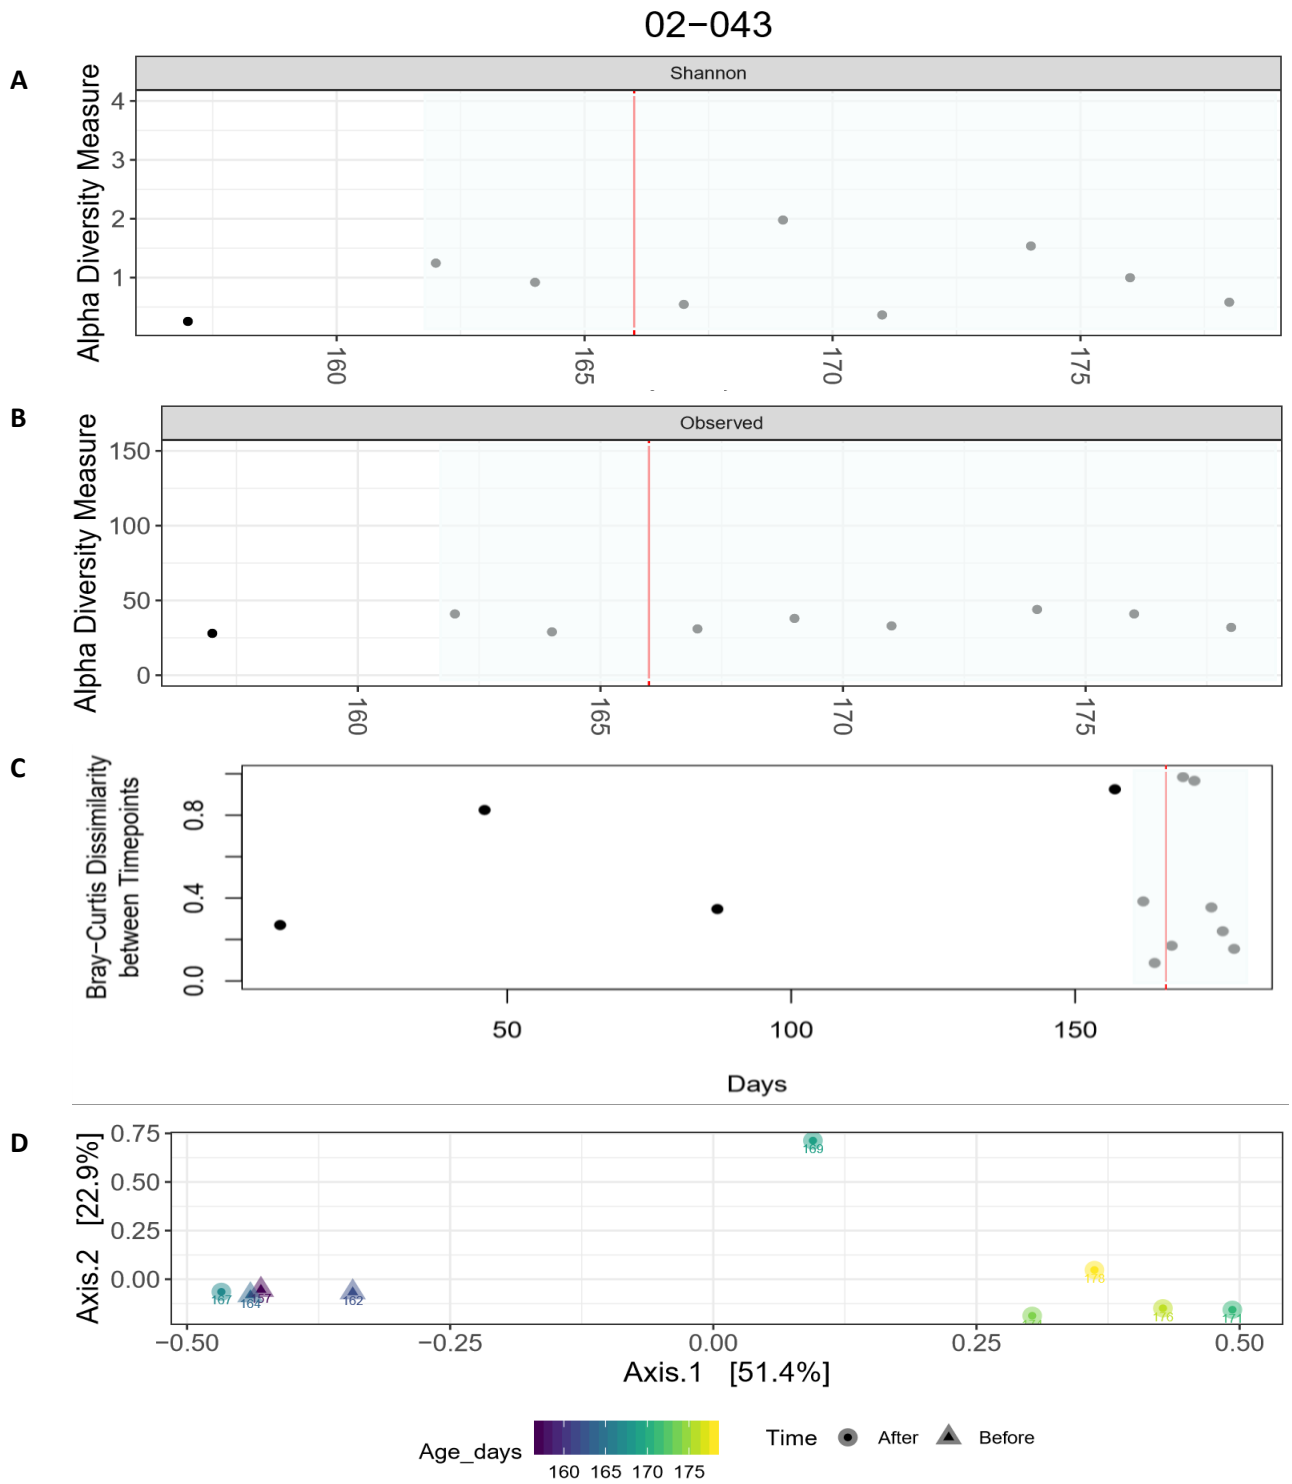 02−043
A
Shannon
Alpha Diversity Measure
4
3
2
1
160
165
170
175
B
Observed
Alpha Diversity Measure
150
100
50
0
160
165
170
175
C
Bray−Curtis Dissimilarity
between Timepoints
0.8
0.4
0.0
50
100
150
Days
D
Axis.2 [22.9%]
0.75
0.50
0.25
0.00
169
167
164
157
162
178
176
171
−0.50
−0.25
0.00
0.25
0.50
Axis.1 [51.4%]
Age_days
160 165 170 175
Time After Before